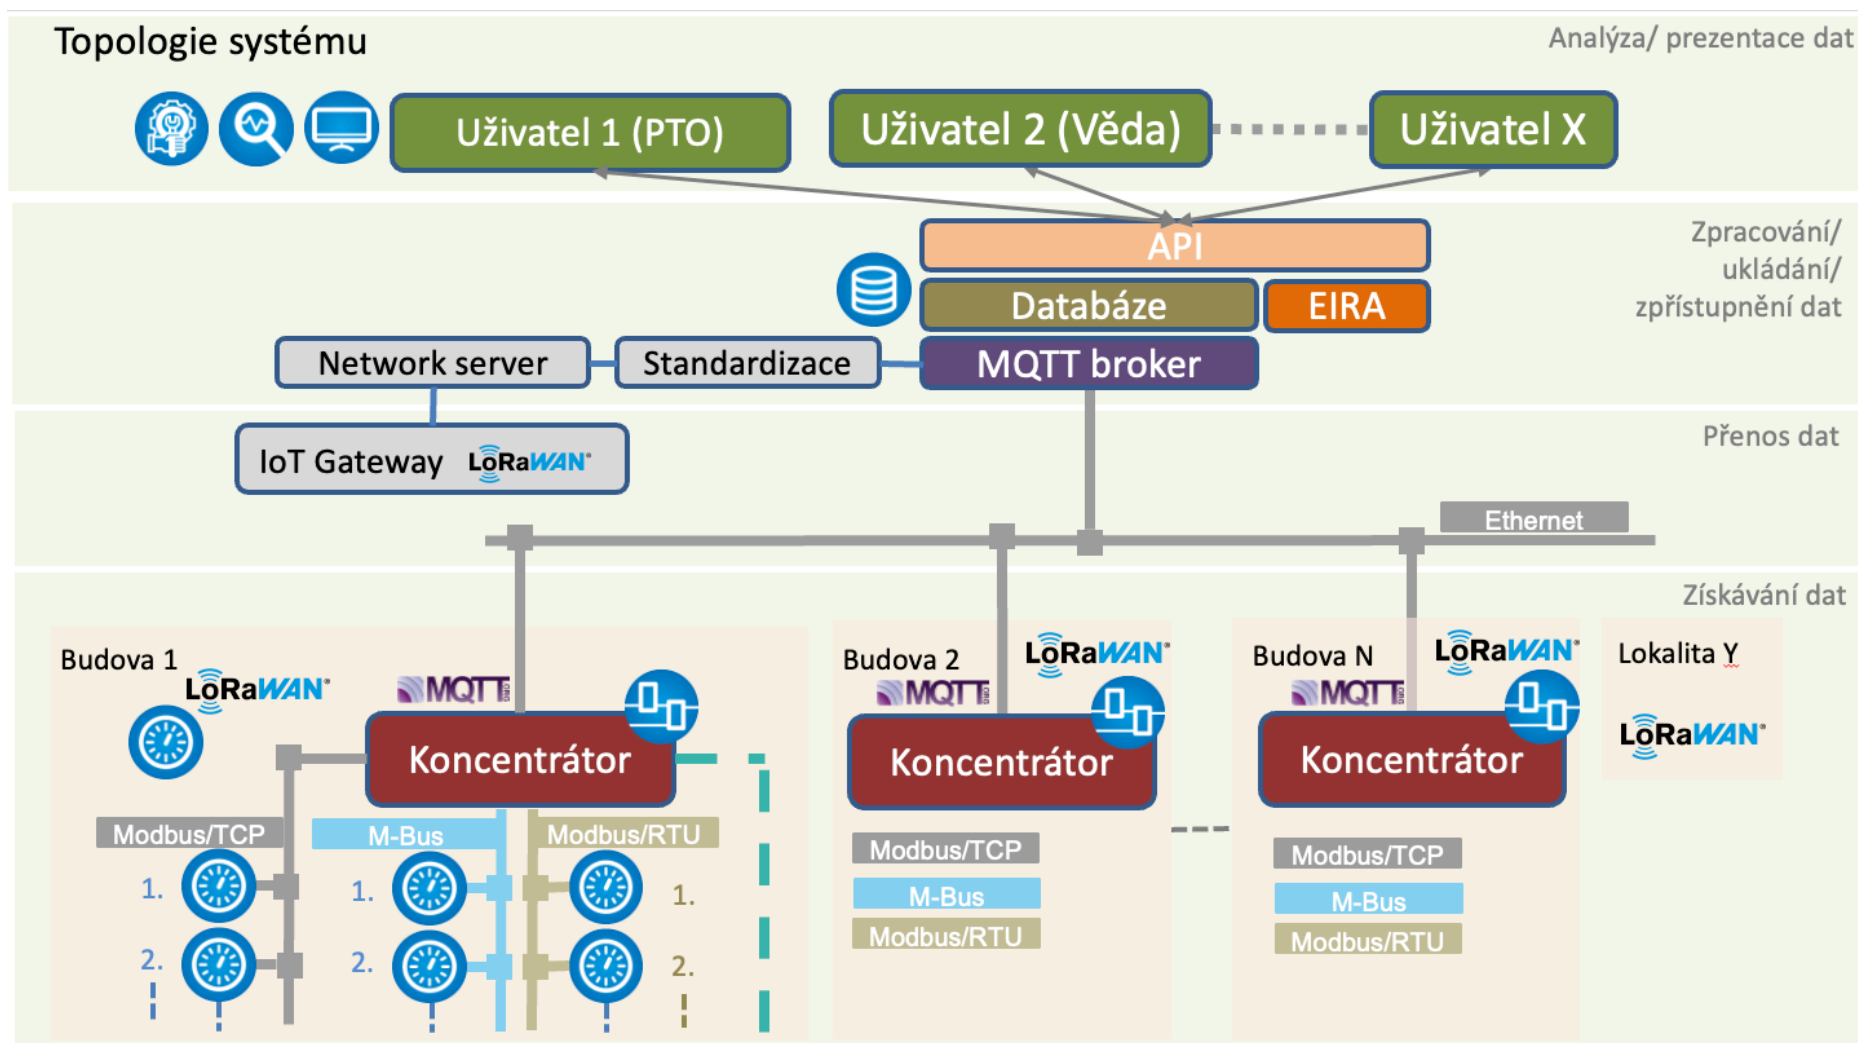 Topologie systému
Analýza/ prezentace dat
Uživatel 1 (PTO)
Uživatel 2 (Věda)
Uživatel X
API
Zpracování/
ukládání/
zpřístupnění dat
Databáze
EIRA
Network server
Standardizace
MQTT broker
Přenos dat
IoT Gateway LoRaWAN®
Ethernet
Získávání dat
Budova 1
LoRaWAN®
MQTT.ORG
Koncentrátor
Modbus/TCP
M-Bus
Modbus/RTU
1.
1.
1.
2.
2.
2.
Budova 2
LoRaWAN®
MQTT.ORG
Koncentrátor
Modbus/TCP
M-Bus
Modbus/RTU
Budova N
LoRaWAN®
MQTT.ORG
Koncentrátor
Modbus/TCP
M-Bus
Modbus/RTU
Lokalita Y
LoRaWAN®